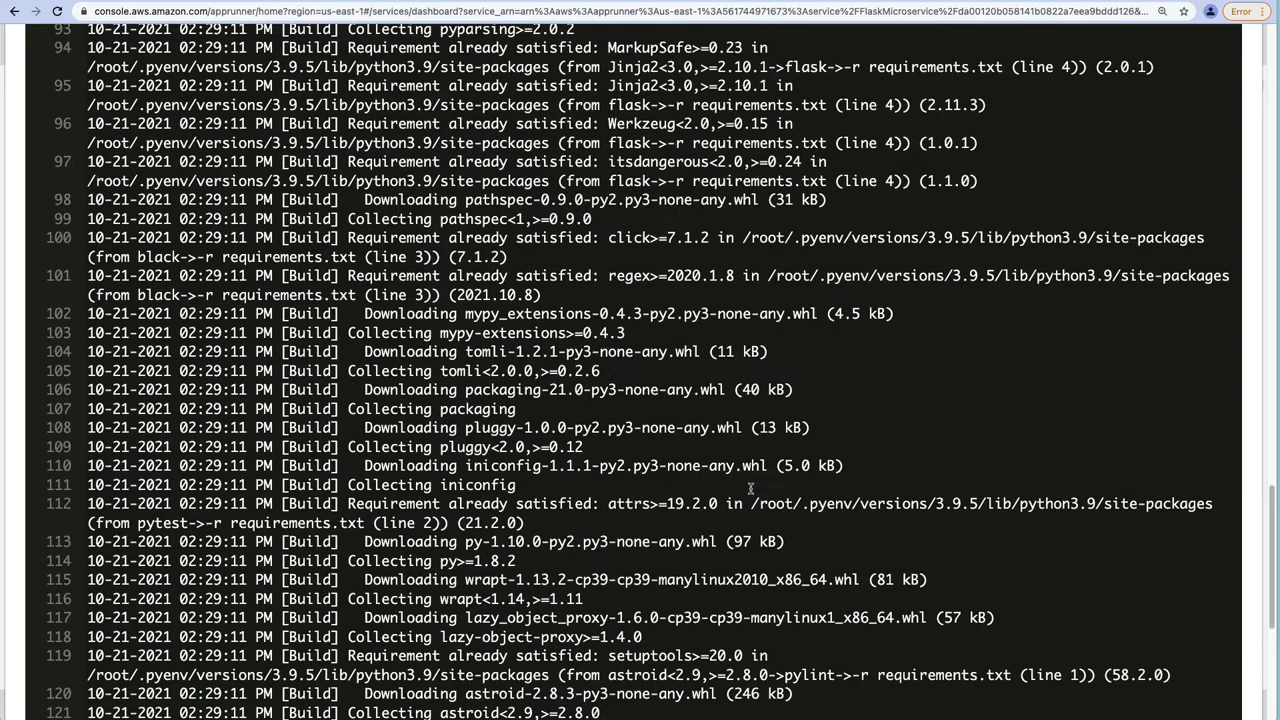 console.aws.amazon.com/apprunner/home?region=us-east-1#/services/dashboard?service_arn=arn%3Aaws%3Aapprunner%3Aus-east-1%3A561744971673%3Aservice%2FFlaskMicroservice%2Fda00120b058141b0822a7eea9bddd126&... Error
93 10-21-2021 02:29:11 PM [Build] Collecting pyparsing>=2.0.2
94 10-21-2021 02:29:11 PM [Build] Requirement already satisfied: MarkupSafe>=0.23 in
/root/.pyenv/versions/3.9.5/lib/python3.9/site-packages (from Jinja2<3.0,>=2.10.1->flask->-r requirements.txt (line 4)) (2.0.1)
95 10-21-2021 02:29:11 PM [Build] Requirement already satisfied: Jinja2<3.0,>=2.10.1 in
/root/.pyenv/versions/3.9.5/lib/python3.9/site-packages (from flask->-r requirements.txt (line 4)) (2.11.3)
96 10-21-2021 02:29:11 PM [Build] Requirement already satisfied: Werkzeug<2.0,>=0.15 in
/root/.pyenv/versions/3.9.5/lib/python3.9/site-packages (from flask->-r requirements.txt (line 4)) (1.0.1)
97 10-21-2021 02:29:11 PM [Build] Requirement already satisfied: itsdangerous<2.0,>=0.24 in
/root/.pyenv/versions/3.9.5/lib/python3.9/site-packages (from flask->-r requirements.txt (line 4)) (1.1.0)
98 10-21-2021 02:29:11 PM [Build] Downloading pathspec-0.9.0-py2.py3-none-any.whl (31 kB)
99 10-21-2021 02:29:11 PM [Build] Collecting pathspec<1,>=0.9.0
100 10-21-2021 02:29:11 PM [Build] Requirement already satisfied: click>=7.1.2 in /root/.pyenv/versions/3.9.5/lib/python3.9/site-packages
(from black->-r requirements.txt (line 3)) (7.1.2)
101 10-21-2021 02:29:11 PM [Build] Requirement already satisfied: regex>=2020.1.8 in /root/.pyenv/versions/3.9.5/lib/python3.9/site-packages
(from black->-r requirements.txt (line 3)) (2021.10.8)
102 10-21-2021 02:29:11 PM [Build] Downloading mypy_extensions-0.4.3-py2.py3-none-any.whl (4.5 kB)
103 10-21-2021 02:29:11 PM [Build] Collecting mypy-extensions>=0.4.3
104 10-21-2021 02:29:11 PM [Build] Downloading tomli-1.2.1-py3-none-any.whl (11 kB)
105 10-21-2021 02:29:11 PM [Build] Collecting tomli<2.0.0,>=0.2.6
106 10-21-2021 02:29:11 PM [Build] Downloading packaging-21.0-py3-none-any.whl (40 kB)
107 10-21-2021 02:29:11 PM [Build] Collecting packaging
108 10-21-2021 02:29:11 PM [Build] Downloading pluggy-1.0.0-py2.py3-none-any.whl (13 kB)
109 10-21-2021 02:29:11 PM [Build] Collecting pluggy<2.0,>=0.12
110 10-21-2021 02:29:11 PM [Build] Downloading iniconfig-1.1.1-py2.py3-none-any.whl (5.0 kB)
111 10-21-2021 02:29:11 PM [Build] Collecting iniconfig
112 10-21-2021 02:29:11 PM [Build] Requirement already satisfied: attrs>=19.2.0 in /root/.pyenv/versions/3.9.5/lib/python3.9/site-packages
(from pytest->-r requirements.txt (line 2)) (21.2.0)
113 10-21-2021 02:29:11 PM [Build] Downloading py-1.10.0-py2.py3-none-any.whl (97 kB)
114 10-21-2021 02:29:11 PM [Build] Collecting py>=1.8.2
115 10-21-2021 02:29:11 PM [Build] Downloading wrapt-1.13.2-cp39-cp39-manylinux2010_x86_64.whl (81 kB)
116 10-21-2021 02:29:11 PM [Build] Collecting wrapt<1.14,>=1.11
117 10-21-2021 02:29:11 PM [Build] Downloading lazy_object_proxy-1.6.0-cp39-cp39-manylinux1_x86_64.whl (57 kB)
118 10-21-2021 02:29:11 PM [Build] Collecting lazy-object-proxy>=1.4.0
119 10-21-2021 02:29:11 PM [Build] Requirement already satisfied: setuptools>=20.0 in
/root/.pyenv/versions/3.9.5/lib/python3.9/site-packages (from astroid<2.9,>=2.8.0->pylint->-r requirements.txt (line 1)) (58.2.0)
120 10-21-2021 02:29:11 PM [Build] Downloading astroid-2.8.3-py3-none-any.whl (246 kB)
121 10-21-2021 02:29:11 PM [Build] Collecting astroid<2.9,>=2.8.0